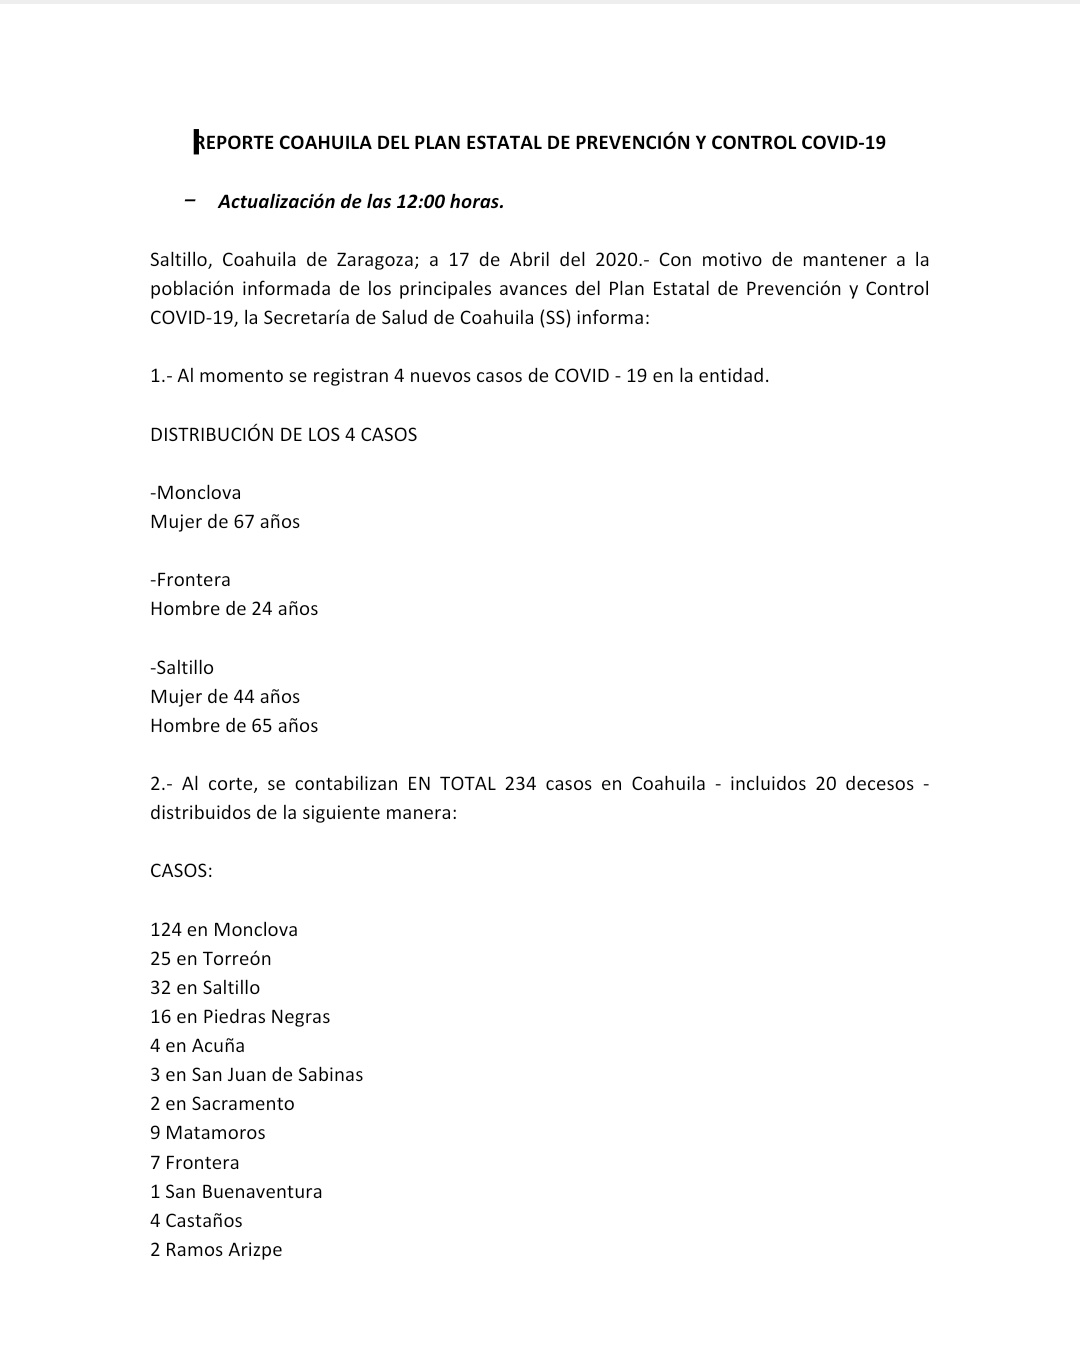 REPORTE COAHUILA DEL PLAN ESTATAL DE PREVENCIÓN Y CONTROL COVID-19
– Actualización de las 12:00 horas.
Saltillo, Coahuila de Zaragoza; a 17 de Abril del 2020.- Con motivo de mantener a la
población informada de los principales avances del Plan Estatal de Prevención y Control
COVID-19, la Secretaría de Salud de Coahuila (SS) informa:
1.- Al momento se registran 4 nuevos casos de COVID - 19 en la entidad.
DISTRIBUCIÓN DE LOS 4 CASOS
-Monclova
Mujer de 67 años
-Frontera
Hombre de 24 años
-Saltillo
Mujer de 44 años
Hombre de 65 años
2.- Al corte, se contabilizan EN TOTAL 234 casos en Coahuila - incluidos 20 decesos -
distribuidos de la siguiente manera:
CASOS:
124 en Monclova
25 en Torreón
32 en Saltillo
16 en Piedras Negras
4 en Acuña
3 en San Juan de Sabinas
2 en Sacramento
9 Matamoros
7 Frontera
1 San Buenaventura
4 Castaños
2 Ramos Arizpe